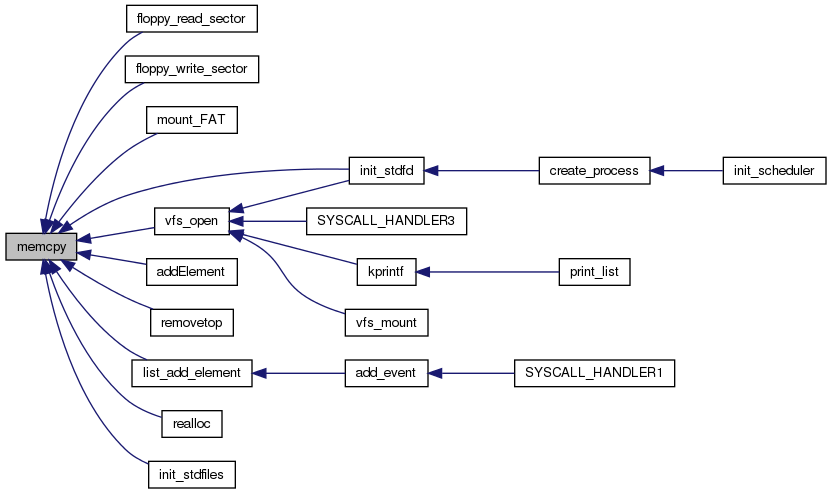 floppy_read_sector
floppy_write_sector
mount_FAT
init_stdfd
create_process
init_scheduler
vfs_open
SYSCALL_HANDLER3
memcpy
addElement
kprintf
print_list
removetop
vfs_mount
list_add_element
add_event
SYSCALL_HANDLER1
realloc
init_stdfiles